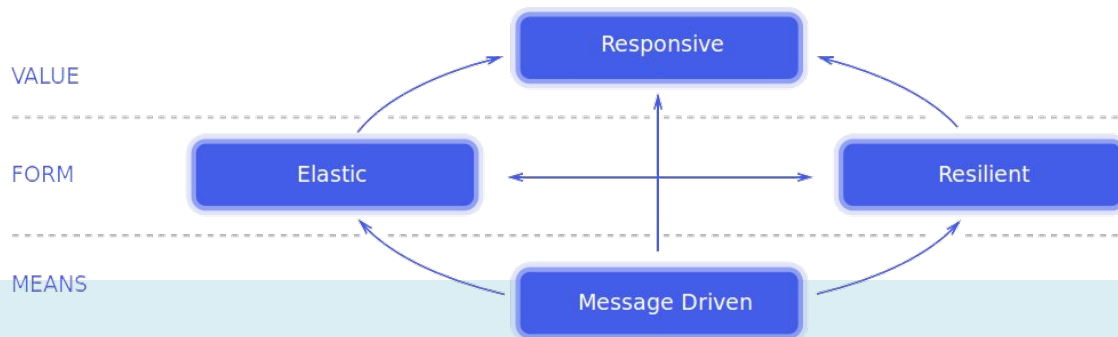 Responsive
VALUE
FORM
Elastic
Resilient
MEANS
Message Driven